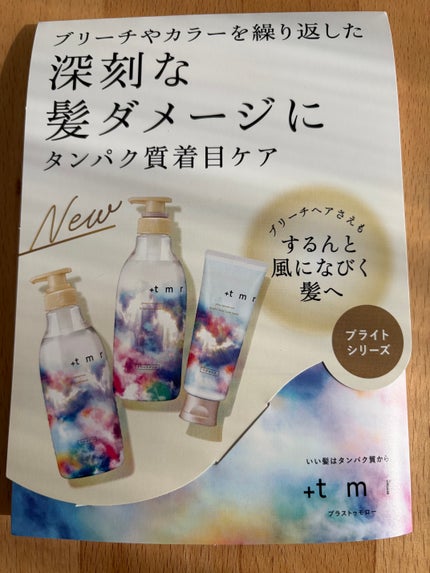 ブリーチやカラーを繰り返した
深刻な
髪ダメージに
タンパク質着目ケア
New
ブリーチヘアさえも
するんと
風になびく
髪へ
ブライト
シリーズ
+t m r
+t m r
+t m r
いい髪はタンパク質から
+t m
プラストゥモロー